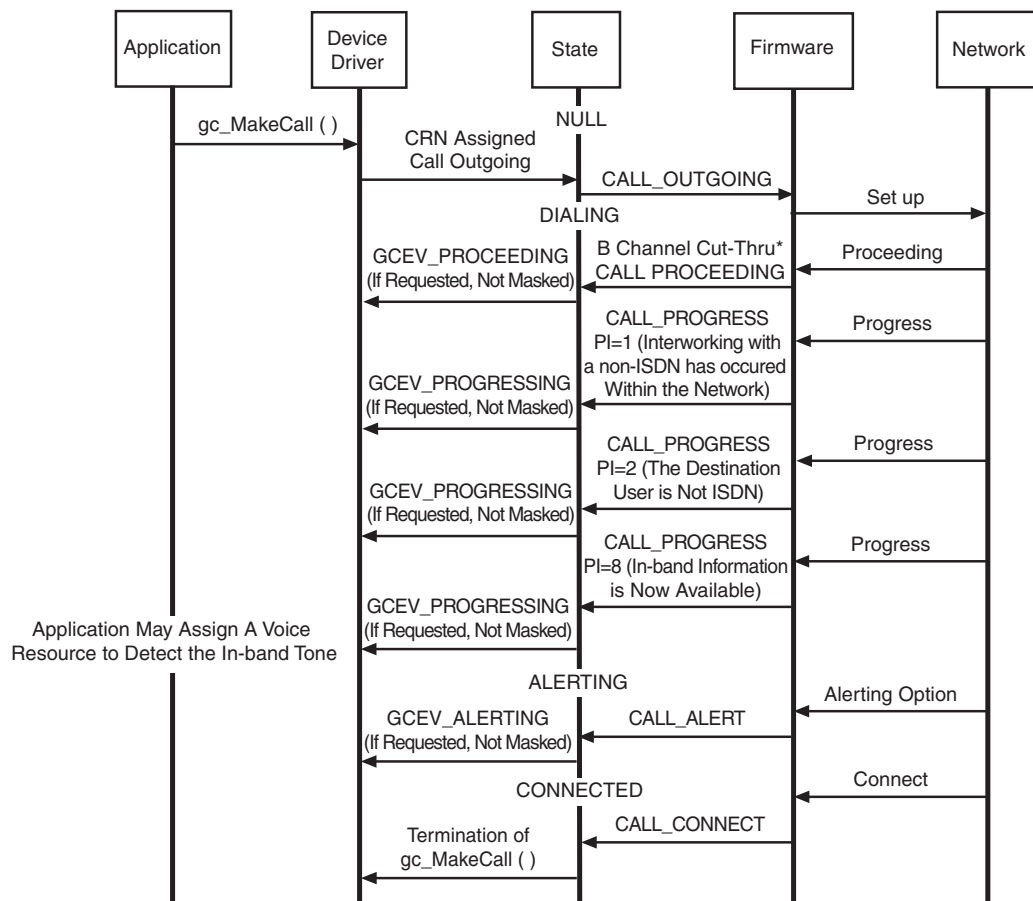 Application
Device
Driver
State
Firmware
Network
NULL
gc_MakeCall ( )
CRN Assigned
Call Outgoing
CALL_OUTGOING
Set up
DIALING
B Channel Cut-Thru*
CALL PROCEEDING
Proceeding
GCEV_PROCEEDING
(If Requested, Not Masked)
CALL_PROGRESS
PI=1 (Interworking with
a non-ISDN has occured
Within the Network)
Progress
GCEV_PROGRESSING
(If Requested, Not Masked)
CALL_PROGRESS
PI=2 (The Destination
User is Not ISDN)
Progress
GCEV_PROGRESSING
(If Requested, Not Masked)
CALL_PROGRESS
PI=8 (In-band Information
is Now Available)
Progress
GCEV_PROGRESSING
(If Requested, Not Masked)
Application May Assign A Voice
Resource to Detect the In-band Tone
ALERTING
Alerting Option
CALL_ALERT
GCEV_ALERTING
(If Requested, Not Masked)
CONNECTED
Connect
CALL_CONNECT
Termination of
gc_MakeCall ( )